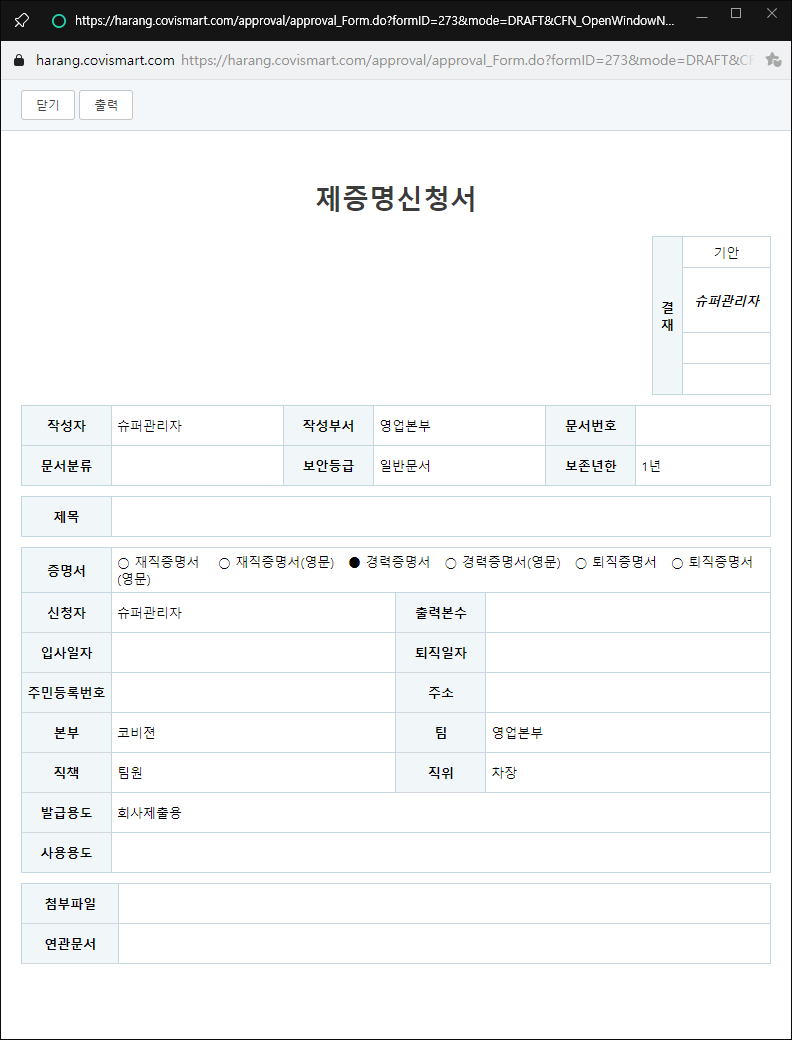 https://harang.covismart.com/approval/approval_Form.do?formID=273&mode=DRAFT&CFN_OpenWindowN...
harang.covismart.com https://harang.covismart.com/approval/approval_Form.do?formID=273&mode=DRAFT&CF
닫기 출력
제증명신청서
결재
기안
슈퍼관리자
작성자 슈퍼관리자 작성부서 영업본부 문서번호
문서분류 보안등급 일반문서 보존년한 1년
제목
증명서 ○ 재직증명서 ○ 재직증명서(영문) ● 경력증명서 ○ 경력증명서(영문) ○ 퇴직증명서 ○ 퇴직증명서
(영문)
신청자 슈퍼관리자 출력본수
입사일자 퇴직일자
주민등록번호 주소
본부 코비젼 팀 영업본부
직책 팀원 직위 차장
발급용도 회사제출용
사용용도
첨부파일
연관문서